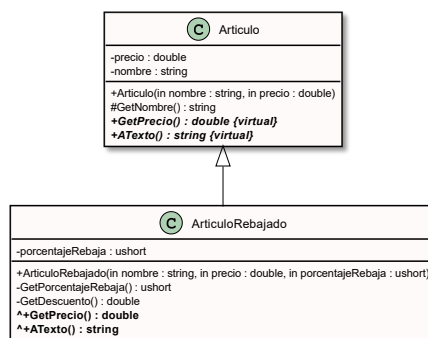 C Articulo
-precio : double
-nombre : string
+Articulo(in nombre : string, in precio : double)
#GetNombre() : string
+GetPrecio() : double {virtual}
+ATexto() : string {virtual}
C ArticuloRebajado
-porcentajeRebaja : ushort
+ArticuloRebajado(in nombre : string, in precio : double, in porcentajeRebaja : ushort)
-GetPorcentajeRebaja() : ushort
-GetDescuento() : double
^+GetPrecio() : double
^+ATexto() : string